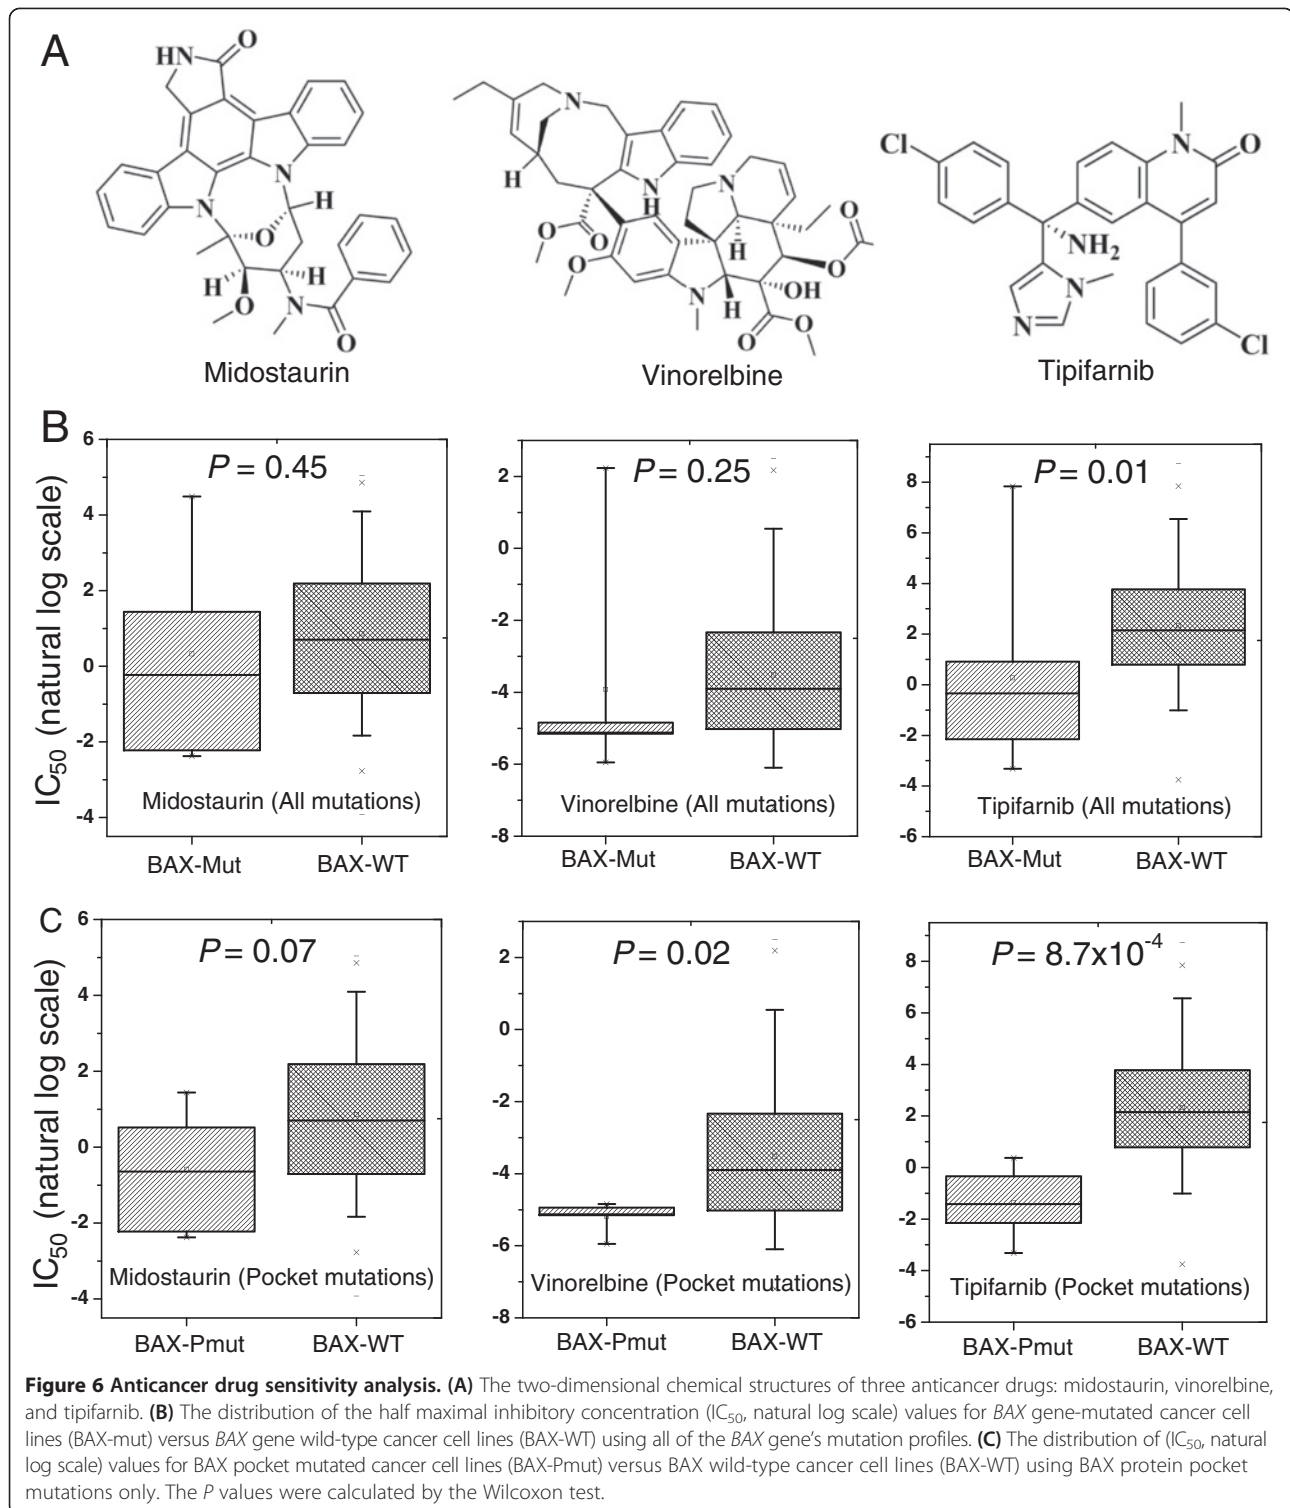 A
HN
O
N
N
H
O
H
H
O
N
O
Midostaurin
N
H
N
H
O
O
O
N
H
N
H
OH
O
O
O
O
Vinorelbine
Cl
N
O
NH2
N
N
Cl
Tipifarnib
B
IC50 (natural log scale)
6
4
2
0
-2
-4
P = 0.45
Midostaurin (All mutations)
BAX-Mut BAX-WT
2
0
-2
-4
-6
-8
P = 0.25
Vinorelbine (All mutations)
BAX-Mut BAX-WT
8
6
4
2
0
-2
-4
-6
P = 0.01
Tipifarnib (All mutations)
BAX-Mut BAX-WT
C
IC50 (natural log scale)
6
4
2
0
-2
-4
P = 0.07
Midostaurin (Pocket mutations)
BAX-Pmut BAX-WT
2
0
-2
-4
-6
-8
P = 0.02
Vinorelbine (Pocket mutations)
BAX-Pmut BAX-WT
8
6
4
2
0
-2
-4
-6
P = 8.7x10-4
Tipifarnib (Pocket mutations)
BAX-Pmut BAX-WT
Figure 6 Anticancer drug sensitivity analysis. (A) The two-dimensional chemical structures of three anticancer drugs: midostaurin, vinorelbine,
and tipifarnib. (B) The distribution of the half maximal inhibitory concentration (IC50, natural log scale) values for BAX gene-mutated cancer cell
lines (BAX-mut) versus BAX gene wild-type cancer cell lines (BAX-WT) using all of the BAX gene's mutation profiles. (C) The distribution of (IC50, natural
log scale) values for BAX pocket mutated cancer cell lines (BAX-Pmut) versus BAX wild-type cancer cell lines (BAX-WT) using BAX protein pocket
mutations only. The P values were calculated by the Wilcoxon test.